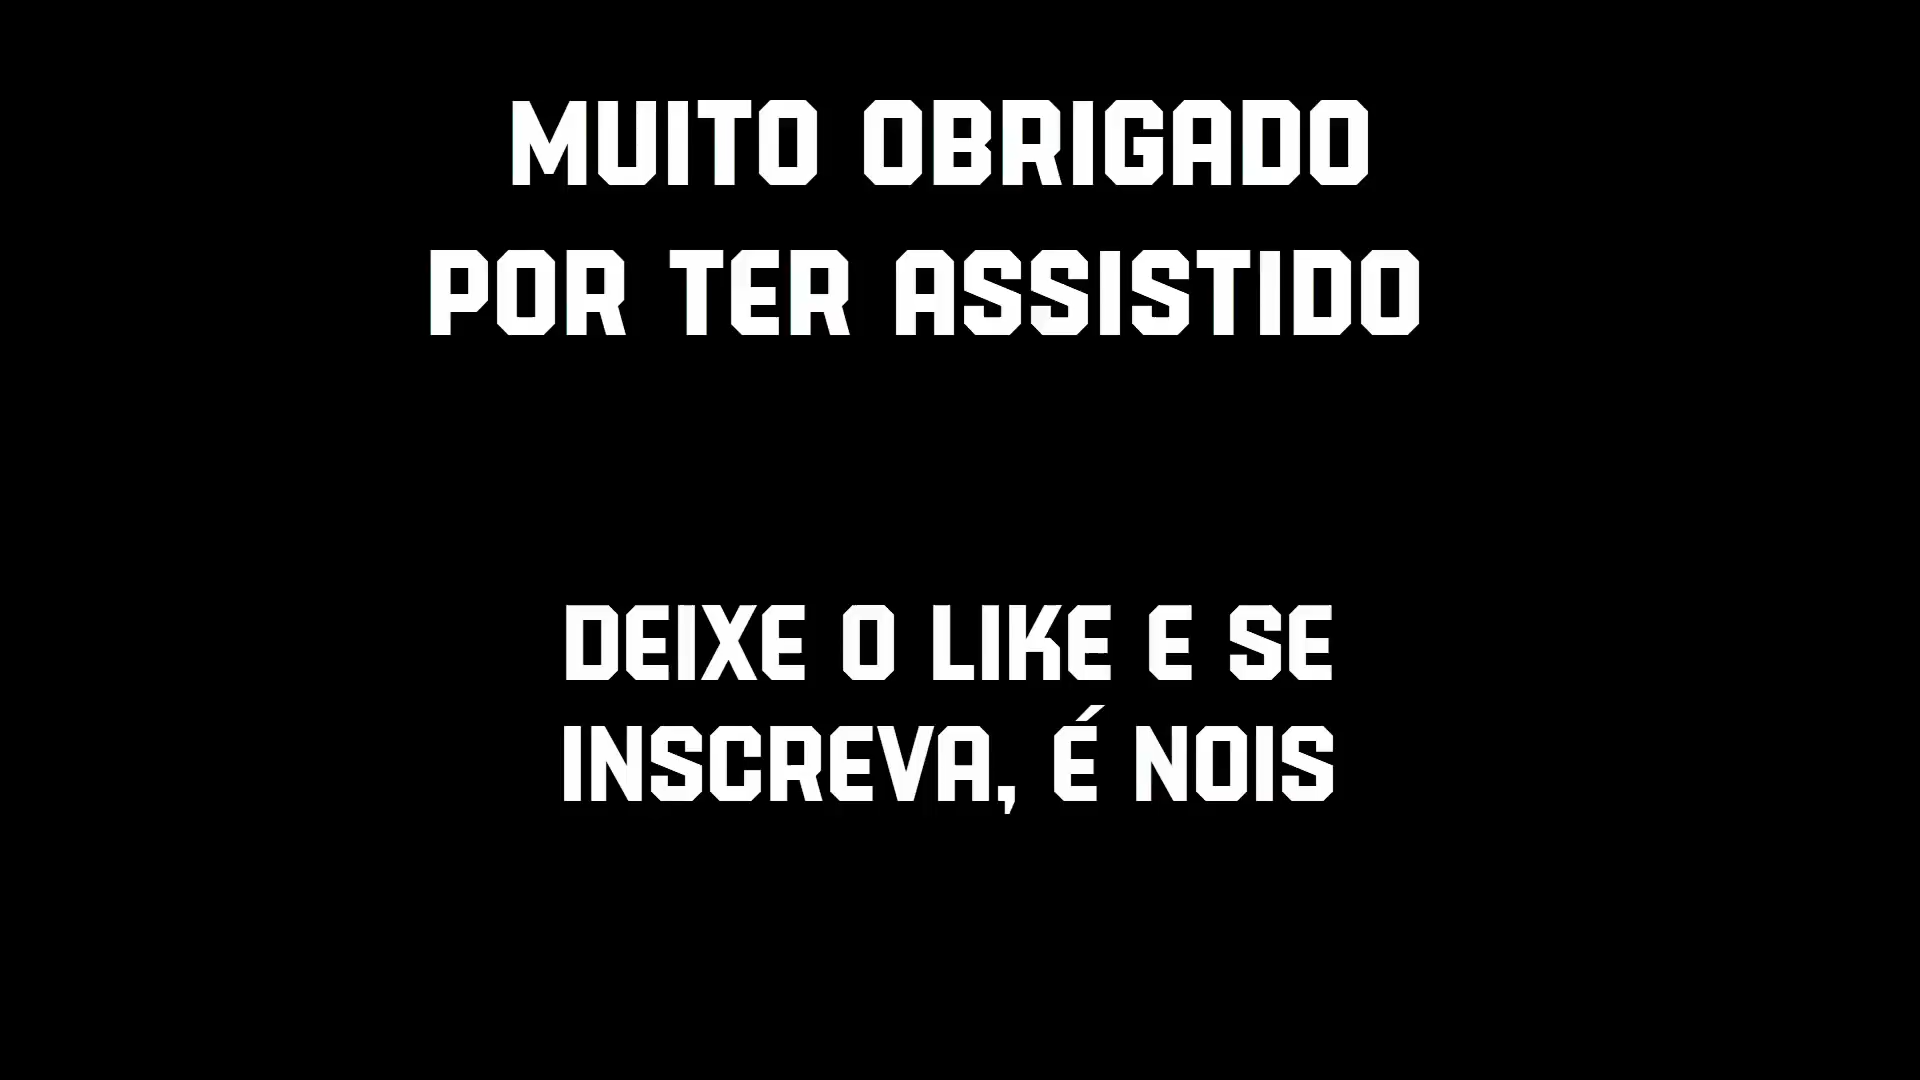 MUITO OBRIGADO
POR TER ASSISTIDO
DEIXE O LIKE E SE
INSCREVA, É NOIS